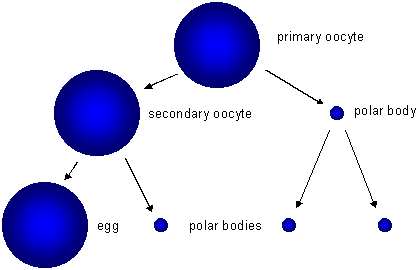 primary oocyte
secondary oocyte
polar body
egg
polar bodies